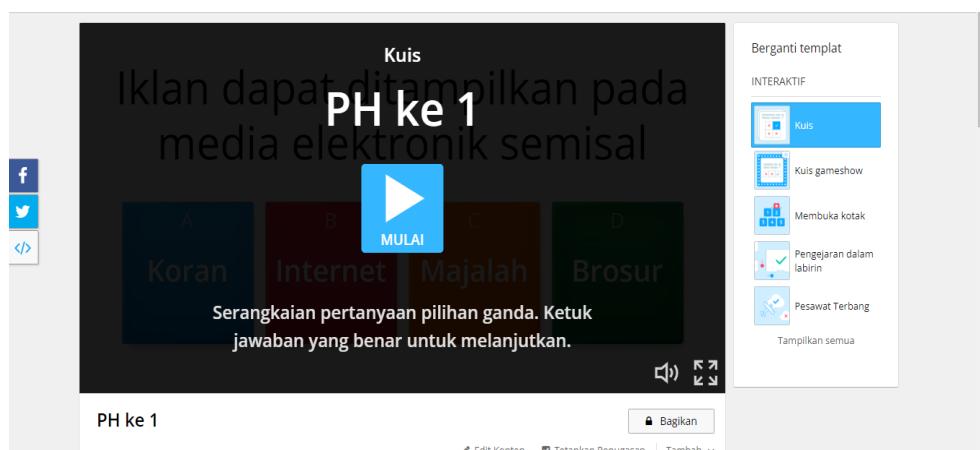 Kuis
Iklan dapat ditampilkan pada
PH ke 1
media elektronik semisal
A
B
C
D
MULAI
Koran
Internet
Majalah
Brosur
Serangkaian pertanyaan pilihan ganda. Ketuk
jawaban yang benar untuk melanjutkan.
PH ke 1
Bagikan
Edit Konten
Tetapkan Penugasan
Tambah
Berganti templat
INTERAKTIF
Kuis
Kuis gameshow
Membuka kotak
Pengejaran dalam
labirin
Pesawat Terbang
Tampilkan semua
f
</>